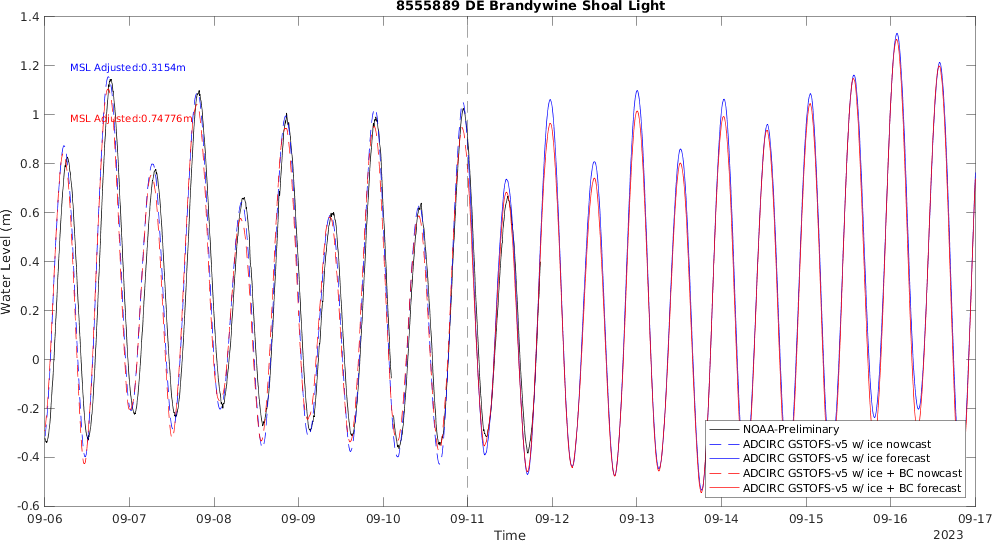 8555889 DE Brandywine Shoal Light
MSL Adjusted:0.3154m
MSL Adjusted:0.74776m
Water Level (m)
1.4
1.2
1
0.8
0.6
0.4
0.2
0
-0.2
-0.4
-0.6
NOAA-Preliminary
ADCIRC GSTOFS-v5 w/ ice nowcast
ADCIRC GSTOFS-v5 w/ ice forecast
ADCIRC GSTOFS-v5 w/ ice + BC nowcast
ADCIRC GSTOFS-v5 w/ ice + BC forecast
09-06 09-07 09-08 09-09 09-10 09-11 09-12 09-13 09-14 09-15 09-16 09-17
Time
2023